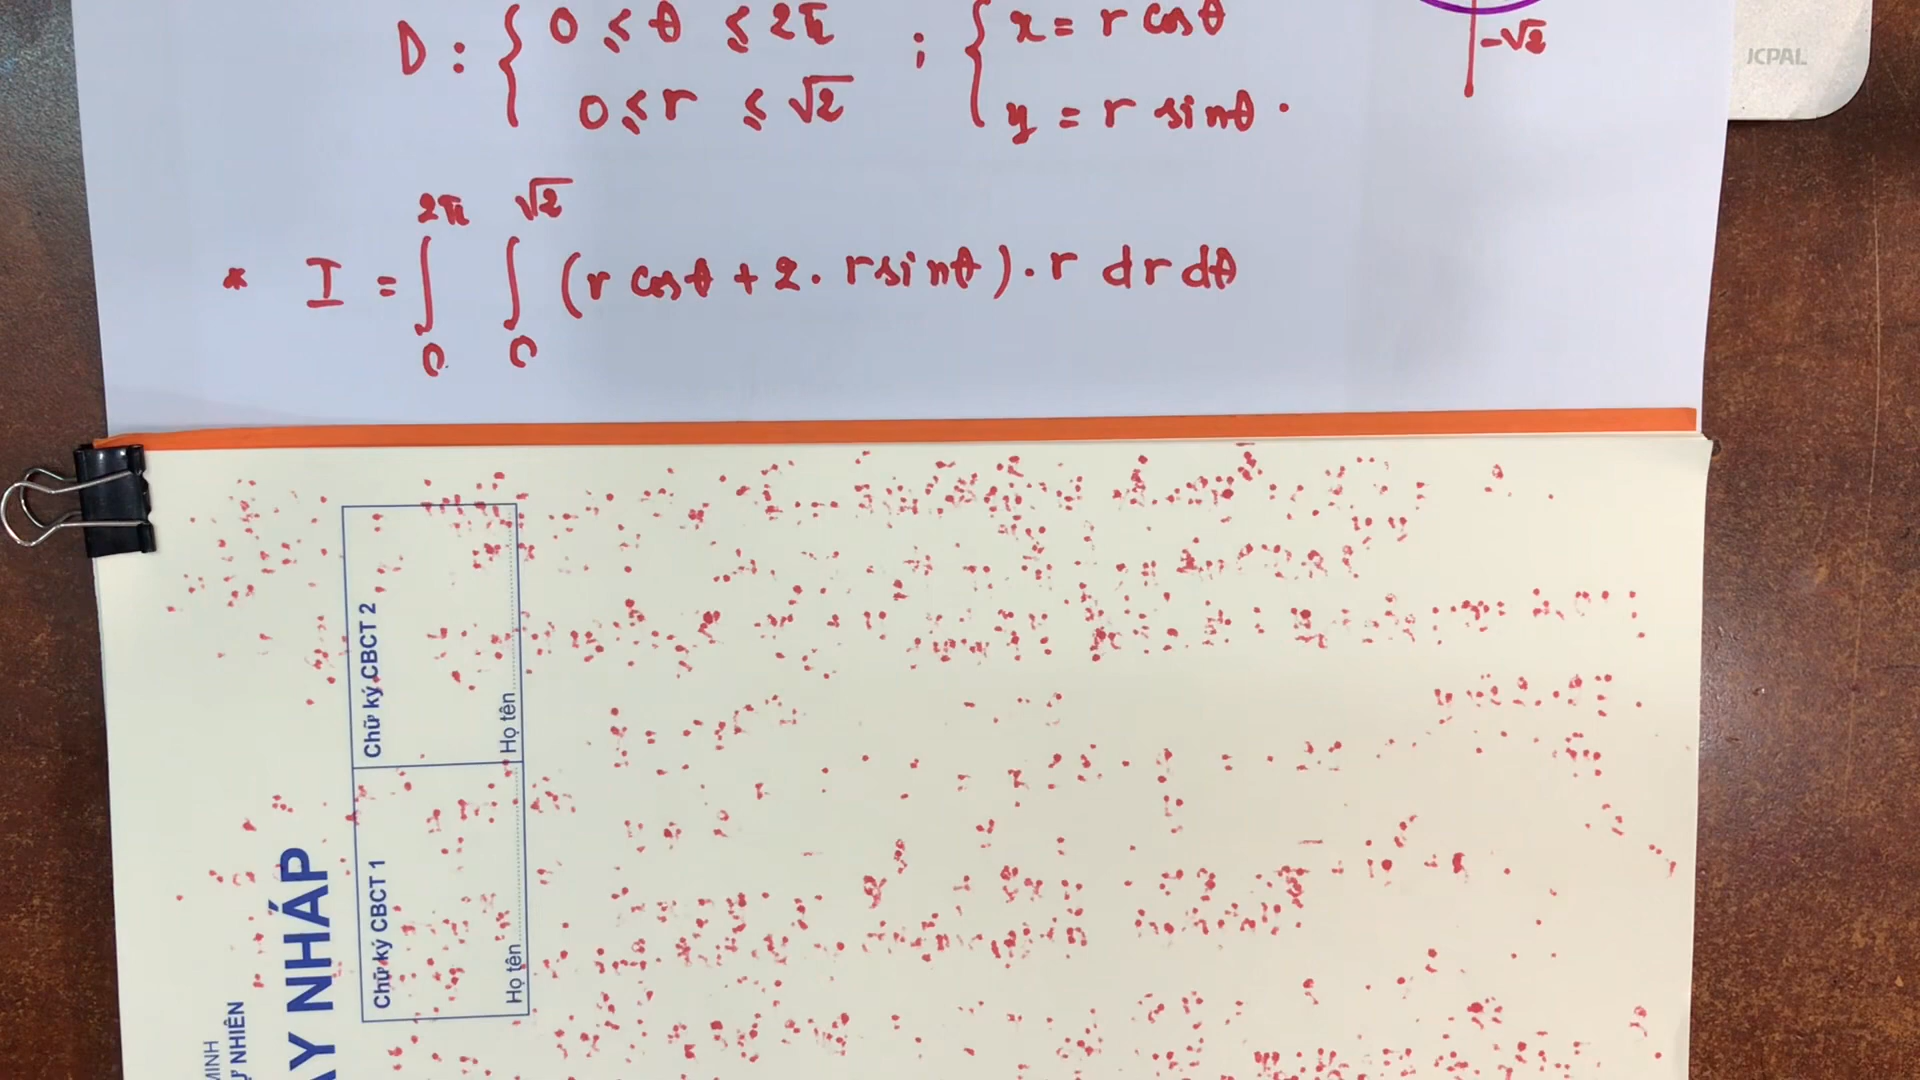 D : { 0 ≤ θ ≤ 2π ; { x = r cosθ
0 ≤ r ≤ √2 y = r sinθ .
-√2
JCPAL
2π √2
* I = ∫ ∫ (r cosθ + 2 . r sinθ) . r dr dθ
0 0
MINH
NHIÊN
NHÁP
Chữ ký CBCT 1
Họ tên
Chữ ký CBCT 2
Họ tên